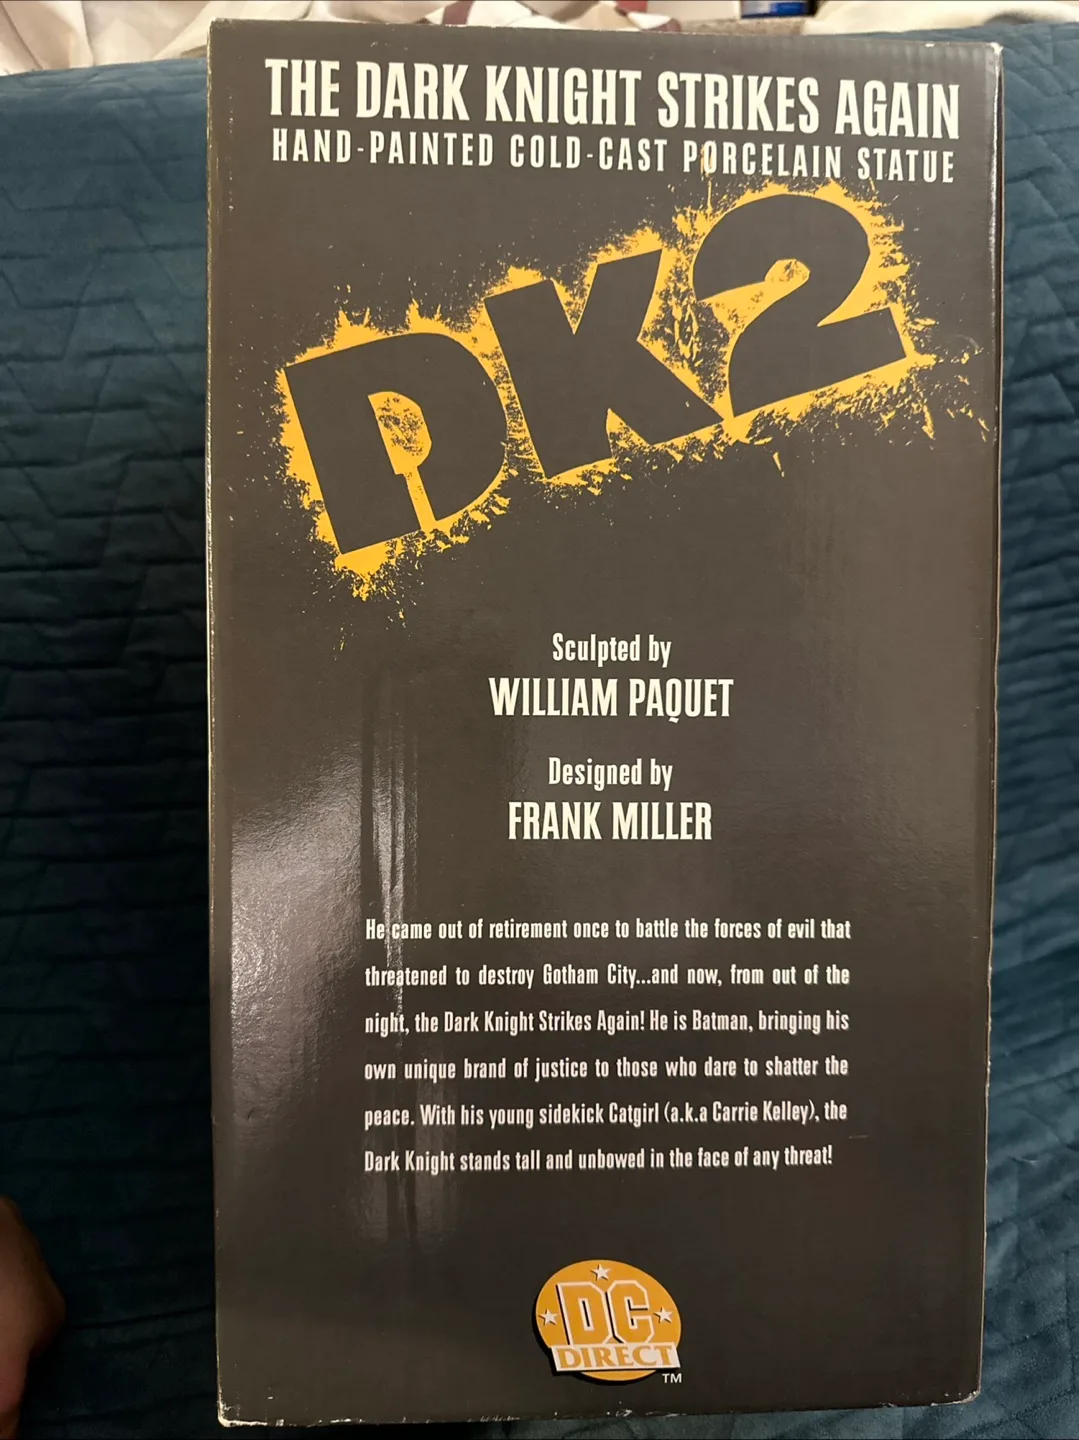 THE DARK KNIGHT STRIKES AGAIN
HAND-PAINTED COLD-CAST PORCELAIN STATUE
DK2
Sculpted by
WILLIAM PAQUET
Designed by
FRANK MILLER
He came out of retirement once to battle the forces of evil that
threatened to destroy Gotham City...and now, from out of the
night, the Dark Knight Strikes Again! He is Batman, bringing his
own unique brand of justice to those who dare to shatter the
peace. With his young sidekick Catgirl (a.k.a Carrie Kelley), the
Dark Knight stands tall and unbowed in the face of any threat!
DC
DIRECT
TM